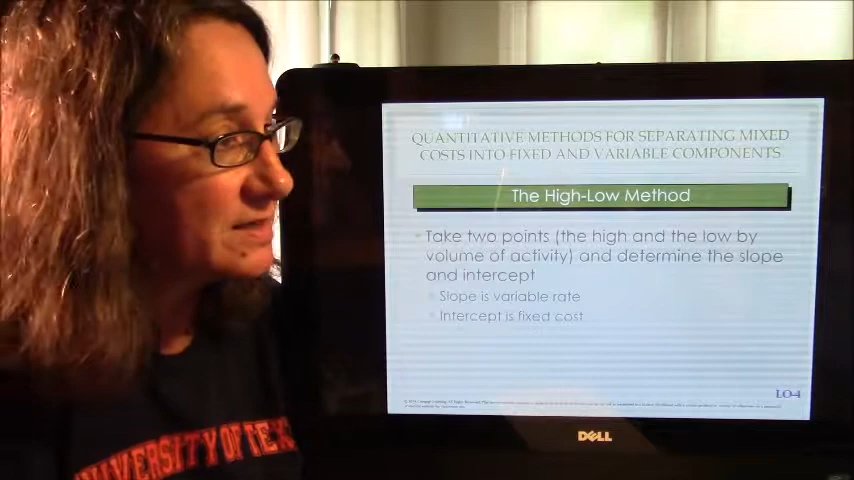 QUANTITATIVE METHODS FOR SEPARATING MIXED
COSTS INTO FIXED AND VARIABLE COMPONENTS
The High-Low Method
Take two points (the high and the low by
volume of activity) and determine the slope
and intercept
Slope is variable rate
Intercept is fixed cost
LO-4
DELL
UNIVERSITY OF TEXA